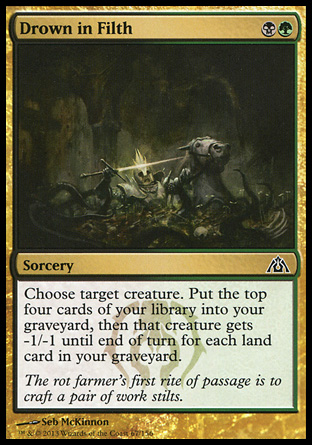 Drown in Filth
Sorcery
Choose target creature. Put the top
four cards of your library into your
graveyard, then that creature gets
-1/-1 until end of turn for each land
card in your graveyard.
The rot farmer's first rite of passage is to
craft a pair of work stilts.
Seb McKinnon
™ & © 2013 Wizards of the Coast 67/156